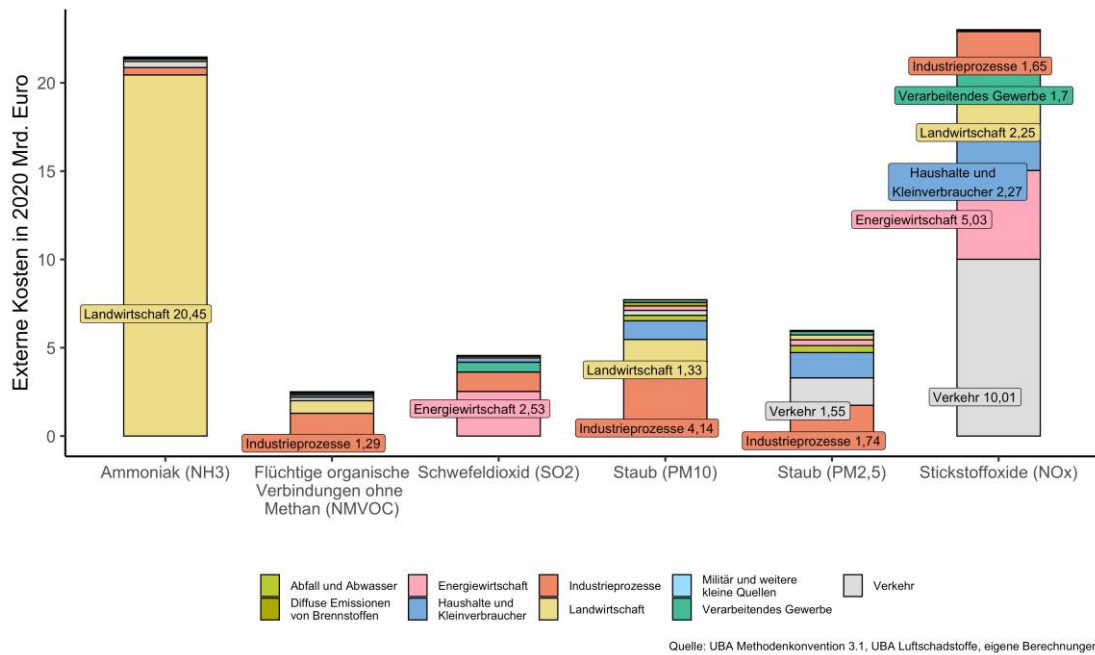 Externe Kosten in 2020 Mrd. Euro
20
15
10
5
0
Landwirtschaft 20,45
Industrieprozesse 1,29
Energiewirtschaft 2,53
Landwirtschaft 1,33
Industrieprozesse 4,14
Verkehr 1,55
Industrieprozesse 1,74
Industrieprozesse 1,65
Verarbeitendes Gewerbe 1,7
Landwirtschaft 2,25
Haushalte und
Kleinverbraucher 2,27
Energiewirtschaft 5,03
Verkehr 10,01
Ammoniak (NH3)
Flüchtige organische
Verbindungen ohne
Methan (NMVOC)
Schwefeldioxid (SO2)
Staub (PM10)
Staub (PM2,5)
Stickstoffoxide (NOx)
Abfall und Abwasser
Diffuse Emissionen
von Brennstoffen
Energiewirtschaft
Haushalte und
Kleinverbraucher
Industrieprozesse
Landwirtschaft
Militär und weitere
kleine Quellen
Verarbeitendes Gewerbe
Verkehr
Quelle: UBA Methodenkonvention 3.1, UBA Luftschadstoffe, eigene Berechnungen